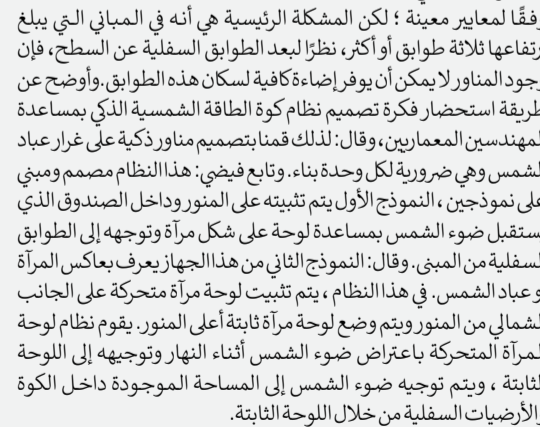 وفقًا لمعايير معينة ؛ لكن المشكلة الرئيسية هي أنه في المباني التي يبلغ
ارتفاعها ثلاثة طوابق أو أكثر، نظرًا لبعد الطوابق السفلية عن السطح، فإن
وجود المناور لا يمكن أن يوفر إضاءة كافية لسكان هذه الطوابق. وأوضح عن
طريقة استحضار فكرة تصميم نظام كوة الطاقة الشمسية الذكي بمساعدة
المهندسين المعماريين، وقال: لذلك قمنا بتصميم مناور ذكية على غرار عباد
الشمس وهي ضرورية لكل وحدة بناء. وتابع فيضي: هذا النظام مصمم ومبني
على نموذجين ، النموذج الأول يتم تثبيته على المنور وداخل الصندوق الذي
يستقبل ضوء الشمس بمساعدة لوحة على شكل مرآة وتوجهه إلى الطوابق
السفلية من المبنى. وقال: النموذج الثاني من هذا الجهاز يعرف بعاكس المرآة
و عباد الشمس. في هذا النظام ، يتم تثبيت لوحة مرآة متحركة على الجانب
الشمالي من المنور ويتم وضع لوحة مرآة ثابتة أعلى المنور. يقوم نظام لوحة
المرآة المتحركة باعتراض ضوء الشمس أثناء النهار وتوجيهه إلى اللوحة
الثابتة ، ويتم توجيه ضوء الشمس إلى المساحة الموجودة داخل الكوة
والأرضيات السفلية من خلال اللوحة الثابتة.